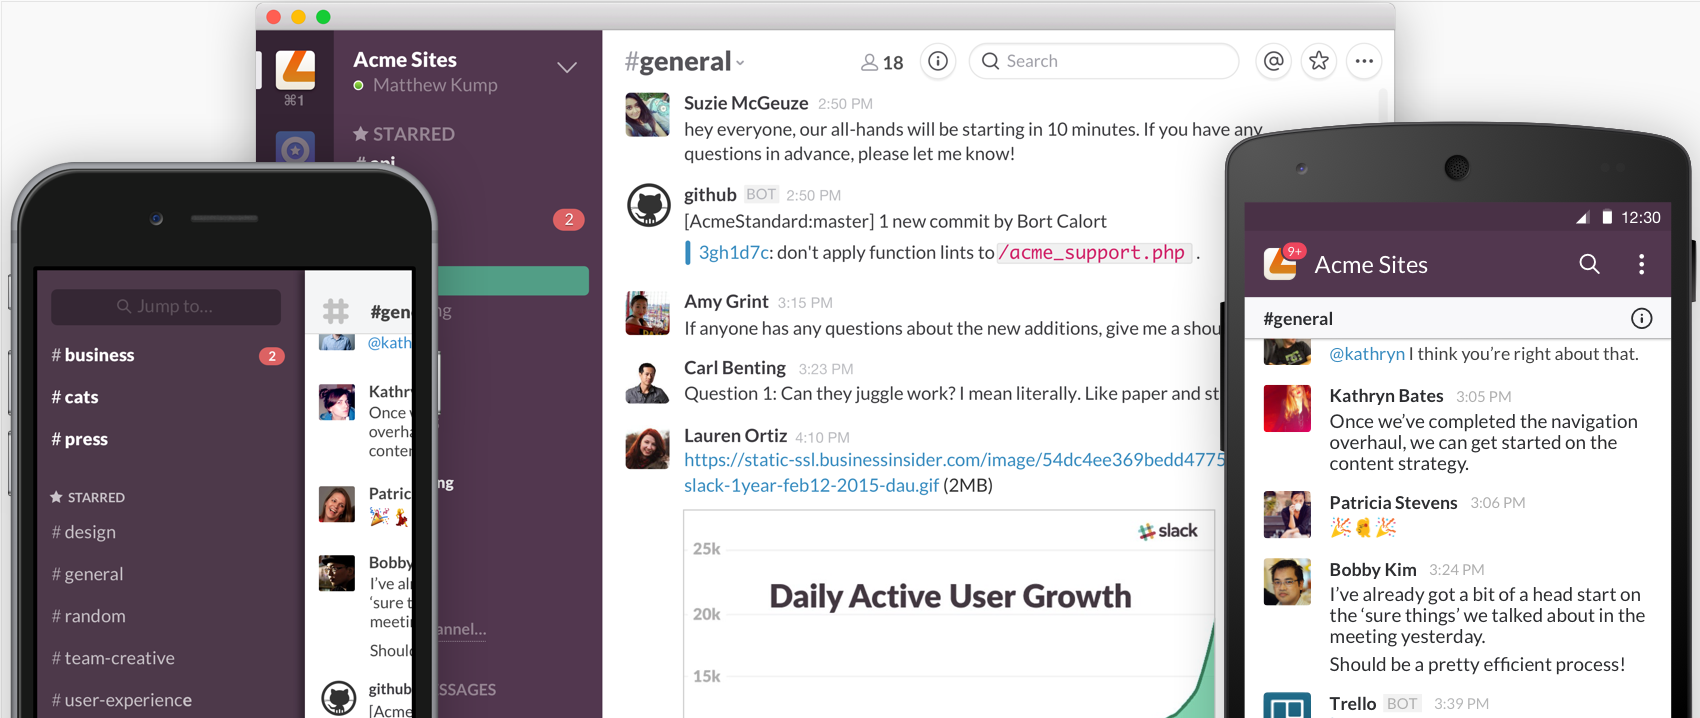 Acme Sites
Matthew Kump
⌘1
★ STARRED
2
#general
18
Search
@
Suzie McGeuze 2:50 PM
hey everyone, our all-hands will be starting in 10 minutes. If you have any
questions in advance, please let me know!
github BOT 2:50 PM
[AcmeStandard:master] 1 new commit by Bort Calort
3gh1d7c: don't apply function lints to /acme_support.php .
Amy Grint 3:15 PM
If anyone has any questions about the new additions, give me a shou
Carl Benting 3:23 PM
Question 1: Can they juggle work? I mean literally. Like paper and st
Lauren Ortiz 4:10 PM
https://static-ssl.businessinsider.com/image/54dc4ee369bedd4775
slack-1year-feb12-2015-dau.gif (2MB)
slack
Daily Active User Growth
25k
20k
15k
ng
ng
annel...
SSAGES
Jump to...
# business 2
# cats
# press
★ STARRED
# design
# general
# random
# team-creative
# user-experience
#gen
@kath
Kathr
Once
overha
conter
Patric
Bobby
I've al
'sure t
meetin
Should
github
[Acme
12:30
9+
Acme Sites
#general
@kathryn I think you're right about that.
Kathryn Bates 3:05 PM
Once we've completed the navigation
overhaul, we can get started on the
content strategy.
Patricia Stevens 3:06 PM
Bobby Kim 3:24 PM
I've already got a bit of a head start on
the 'sure things' we talked about in the
meeting yesterday.
Should be a pretty efficient process!
Trello BOT 3:39 PM